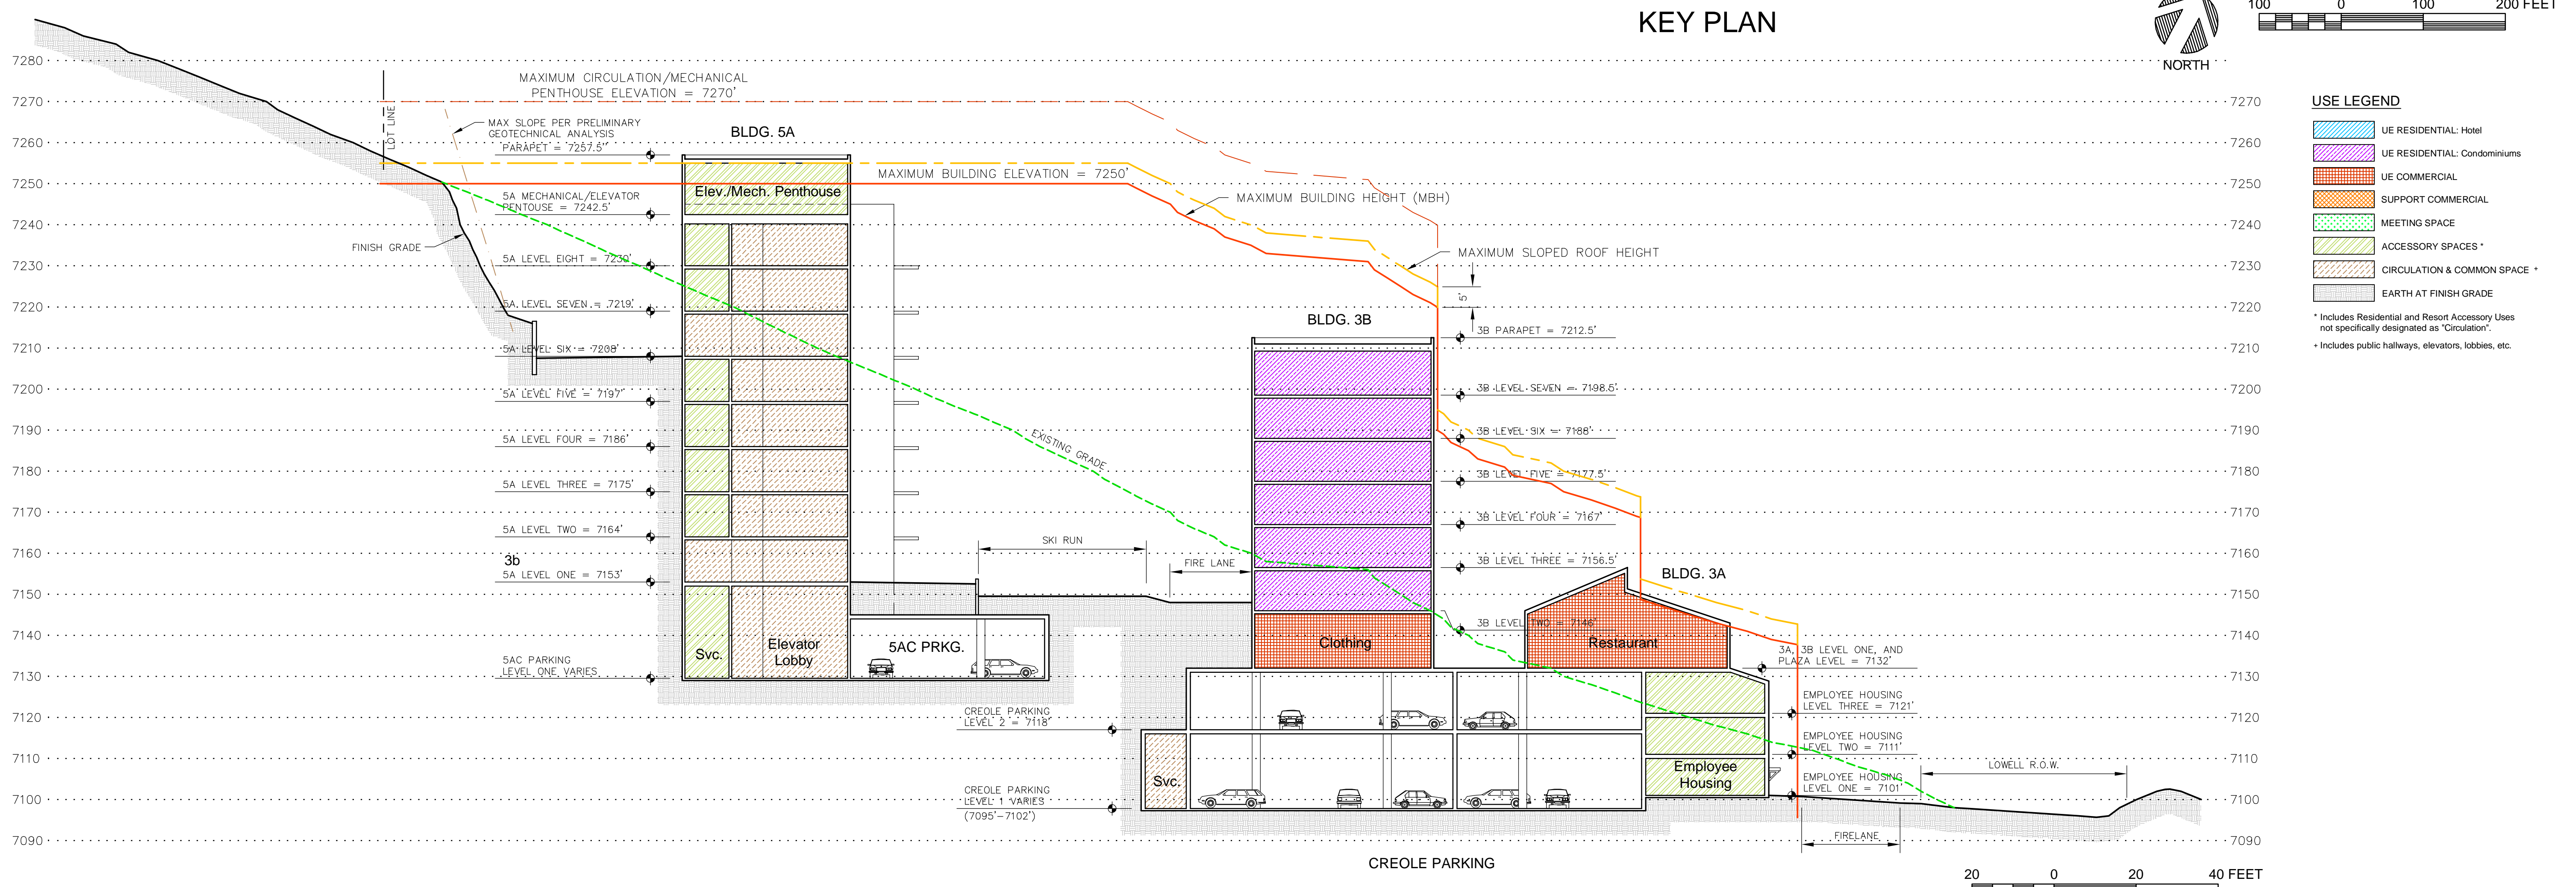 KEY PLAN
NORTH
100 0 100 200 FEET
USE LEGEND
UE RESIDENTIAL: Hotel
UE RESIDENTIAL: Condominiums
UE COMMERCIAL
SUPPORT COMMERCIAL
MEETING SPACE
ACCESSORY SPACES *
CIRCULATION & COMMON SPACE +
EARTH AT FINISH GRADE
* Includes Residential and Resort Accessory Uses
not specifically designated as "Circulation".
+ Includes public hallways, elevators, lobbies, etc.
7280
7270
7260
7250
7240
7230
7220
7210
7200
7190
7180
7170
7160
7150
7140
7130
7120
7110
7100
7090
LOT LINE
MAXIMUM CIRCULATION/MECHANICAL
PENTHOUSE ELEVATION = 7270'
MAX SLOPE PER PRELIMINARY
GEOTECHNICAL ANALYSIS
PARAPET = 7257.5"
FINISH GRADE
5A MECHANICAL/ELEVATOR
PENTOUSE = 7242.5'
5A LEVEL EIGHT = 7230'
5A LEVEL SEVEN = 7219'
5A LEVEL SIX = 7208'
5A LEVEL FIVE = 7197'
5A LEVEL FOUR = 7186'
5A LEVEL THREE = 7175'
5A LEVEL TWO = 7164'
3b
5A LEVEL ONE = 7153'
5AC PARKING
LEVEL ONE VARIES
BLDG. 5A
Elev./Mech. Penthouse
Svc.
Elevator
Lobby
5AC PRKG.
MAXIMUM BUILDING ELEVATION = 7250'
MAXIMUM BUILDING HEIGHT (MBH)
MAXIMUM SLOPED ROOF HEIGHT
5'
EXISTING GRADE
SKI RUN
FIRE LANE
BLDG. 3B
3B PARAPET = 7212.5'
3B LEVEL SEVEN = 7198.5'
3B LEVEL SIX = 7188'
3B LEVEL FIVE = 7177.5'
3B LEVEL FOUR = 7167'
3B LEVEL THREE = 7156.5'
3B LEVEL TWO = 7146'
Clothing
BLDG. 3A
Restaurant
3A, 3B LEVEL ONE, AND
PLAZA LEVEL = 7132'
EMPLOYEE HOUSING
LEVEL THREE = 7121'
EMPLOYEE HOUSING
LEVEL TWO = 7111'
EMPLOYEE HOUSING
LEVEL ONE = 7101'
Employee
Housing
LOWELL R.O.W.
FIRELANE
CREOLE PARKING
LEVEL 2 = 7118'
CREOLE PARKING
LEVEL 1 VARIES
(7095'-7102')
Svc.
CREOLE PARKING
7270
7260
7250
7240
7230
7220
7210
7200
7190
7180
7170
7160
7150
7140
7130
7120
7110
7100
7090
20 0 20 40 FEET